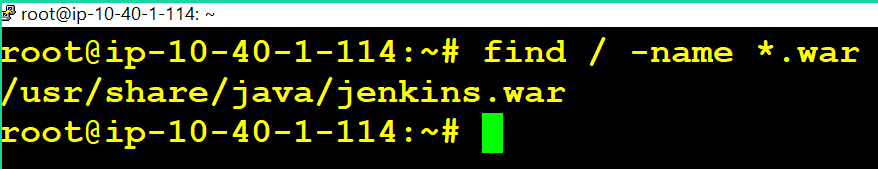 root@ip-10-40-1-114: ~
root@ip-10-40-1-114:~# find / -name *.war
/usr/share/java/jenkins.war
root@ip-10-40-1-114:~#